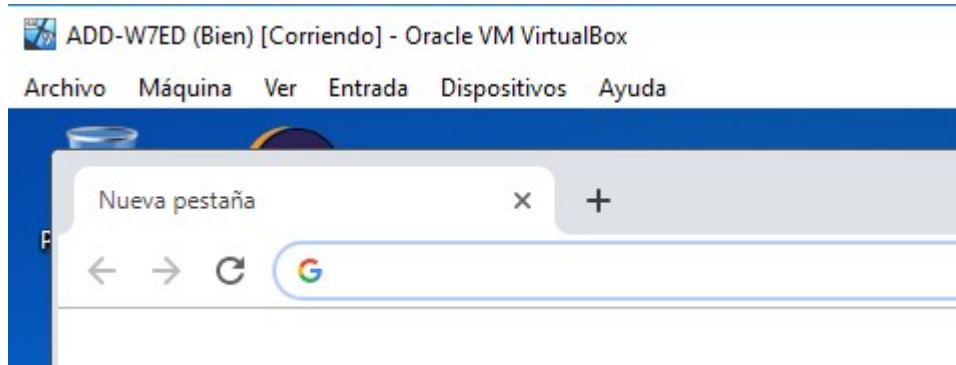 ADD-W7ED (Bien) [Corriendo] - Oracle VM VirtualBox
Archivo Máquina Ver Entrada Dispositivos Ayuda
Nueva pestaña